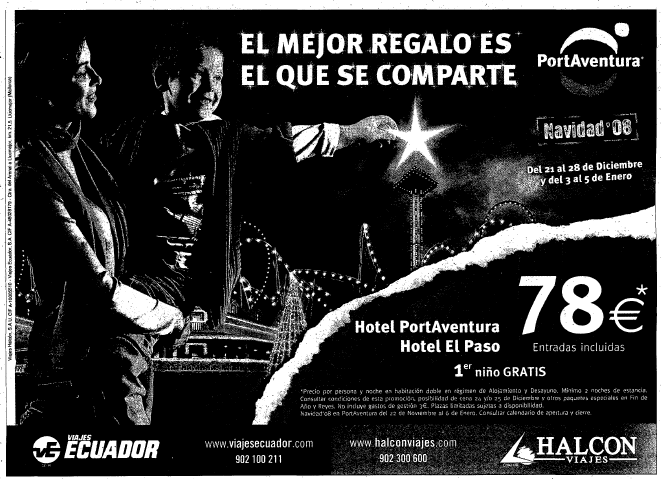 EL MEJOR REGALO ES
EL QUE SE COMPARTE
PortAventura
Navidad'08
Del 21 al 28 de Diciembre
y del 3 al 5 de Enero
78€*
Entradas incluidas
Hotel PortAventura
Hotel El Paso
1er niño GRATIS
*Precio por persona y noche en habitación doble en régimen de Alojamiento y Desayuno. Mínimo 2 noches de estancia.
Consultar condiciones de esta promoción, posibilidad de cena 24 y/o 25 de Diciembre y otros paquetes especiales en Fin de
Año y Reyes. No incluye gastos de gestión 3€. Plazas limitadas sujetas a disponibilidad.
Navidad'08 en PortAventura del 22 de Noviembre al 6 de Enero. Consultar calendario de apertura y cierre.
VIAJES
ECUADOR
www.viajesecuador.com
902 100 211
www.halconviajes.com
902 300 600
HALCON
VIAJES